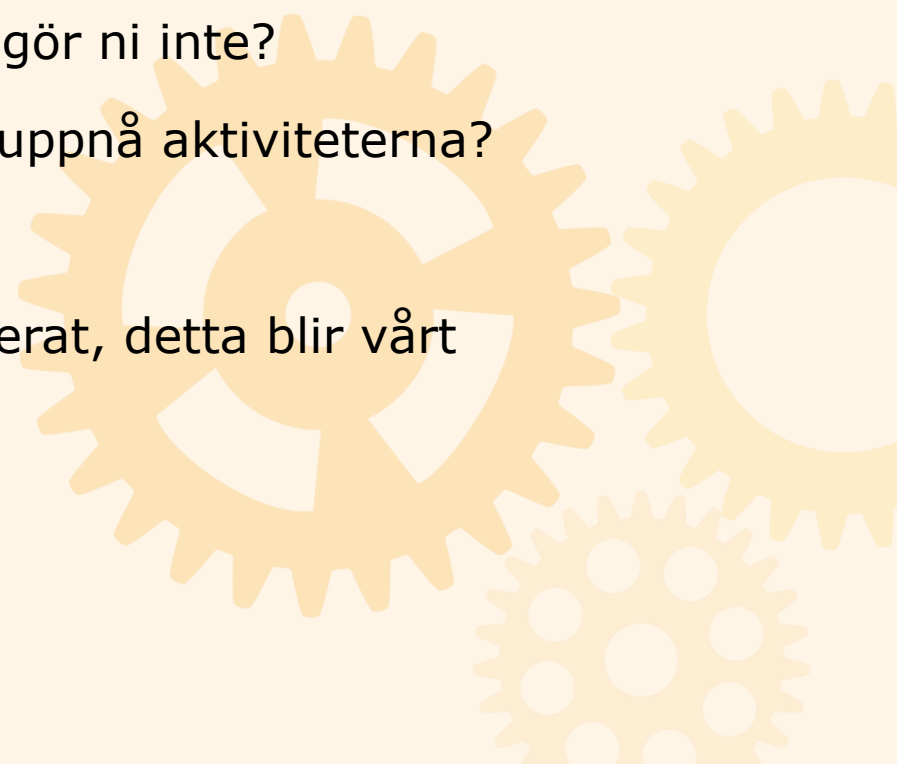 gör ni inte?
uppnå aktiviteterna?
erat, detta blir vårt